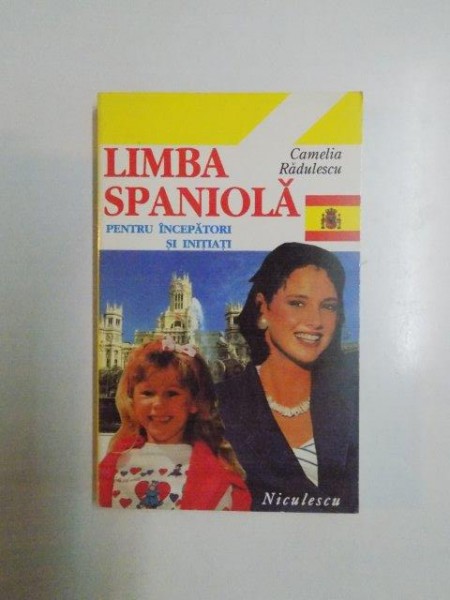 Camelia
Rădulescu
LIMBA
SPANIOLĂ
PENTRU ÎNCEPĂTORI
ȘI INIȚIAȚI
Niculescu